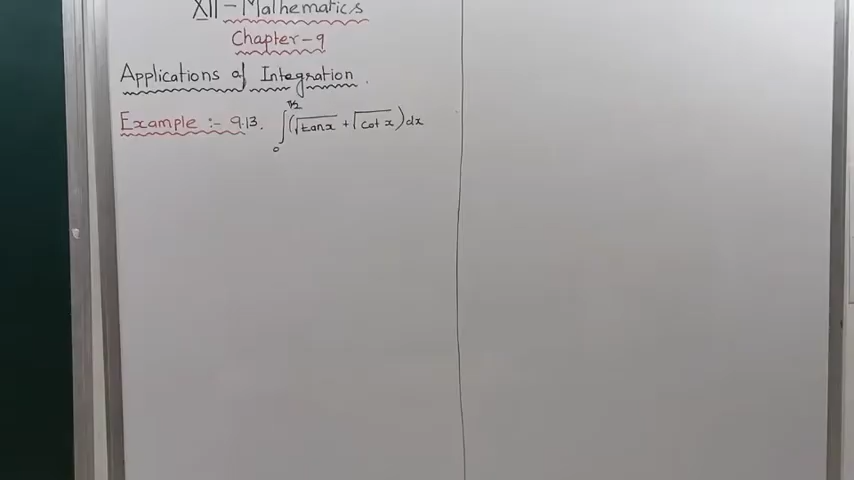 XII - Mathematics
Chapter - 9
Applications of Integration.
Example :- 9.13. ∫₀^(π/2) (√tan x + √cot x) dx